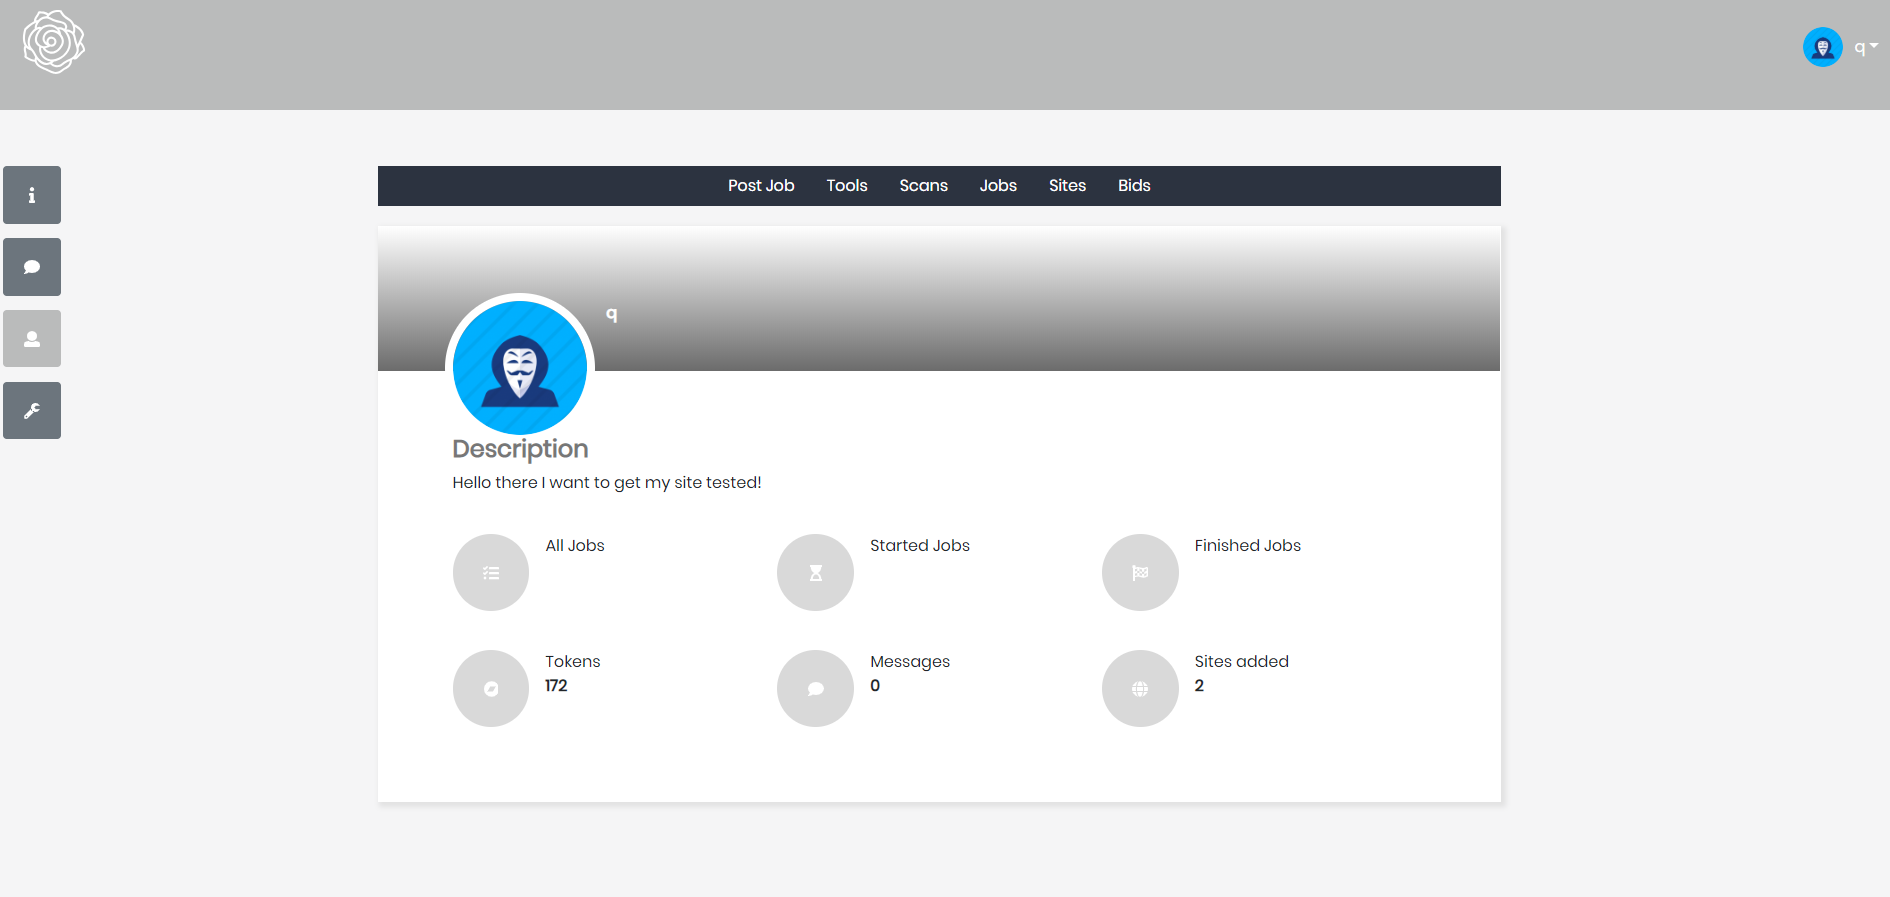 q
Post Job Tools Scans Jobs Sites Bids
q
Description
Hello there I want to get my site tested!
All Jobs
Started Jobs
Finished Jobs
Tokens
172
Messages
0
Sites added
2